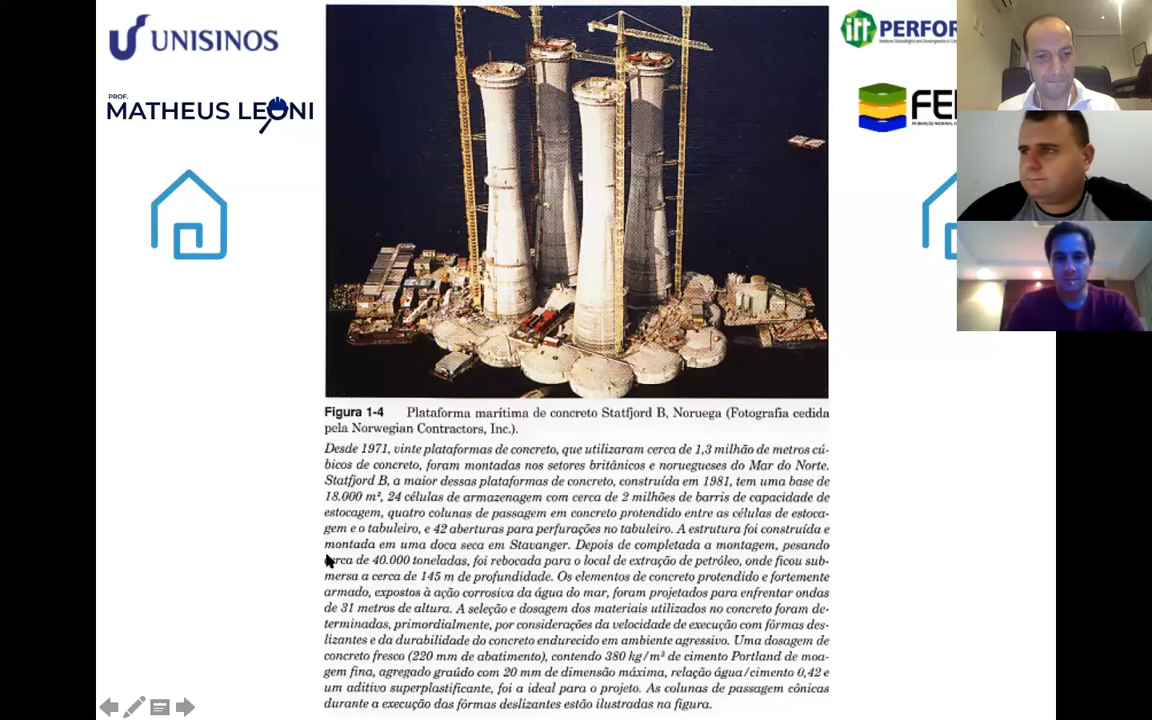 UNISINOS
PROF.
MATHEUS LEONI
itt PERFOR
FE
Figura 1-4 Plataforma marítima de concreto Statfjord B, Noruega (Fotografia cedida
pela Norwegian Contractors, Inc.).
Desde 1971, vinte plataformas de concreto, que utilizaram cerca de 1,3 milhão de metros cú-
bicos de concreto, foram montadas nos setores britânicos e noruegueses do Mar do Norte.
Statfjord B, a maior dessas plataformas de concreto, construída em 1981, tem uma base de
18.000 m², 24 células de armazenagem com cerca de 2 milhões de barris de capacidade de
estocagem, quatro colunas de passagem em concreto protendido entre as células de estoca-
gem e o tabuleiro, e 42 aberturas para perfurações no tabuleiro. A estrutura foi construída e
montada em uma doca seca em Stavanger. Depois de completada a montagem, pesando
cerca de 40.000 toneladas, foi rebocada para o local de extração de petróleo, onde ficou sub-
mersa a cerca de 145 m de profundidade. Os elementos de concreto protendido e fortemente
armado, expostos à ação corrosiva da água do mar, foram projetados para enfrentar ondas
de 31 metros de altura. A seleção e dosagem dos materiais utilizados no concreto foram de-
terminadas, primordialmente, por considerações da velocidade de execução com fôrmas des-
lizantes e da durabilidade do concreto endurecido em ambiente agressivo. Uma dosagem de
concreto fresco (220 mm de abatimento), contendo 380 kg/m³ de cimento Portland de moa-
gem fina, agregado graúdo com 20 mm de dimensão máxima, relação água/cimento 0,42 e
um aditivo superplastificante, foi a ideal para o projeto. As colunas de passagem cônicas
durante a execução das fôrmas deslizantes estão ilustradas na figura.